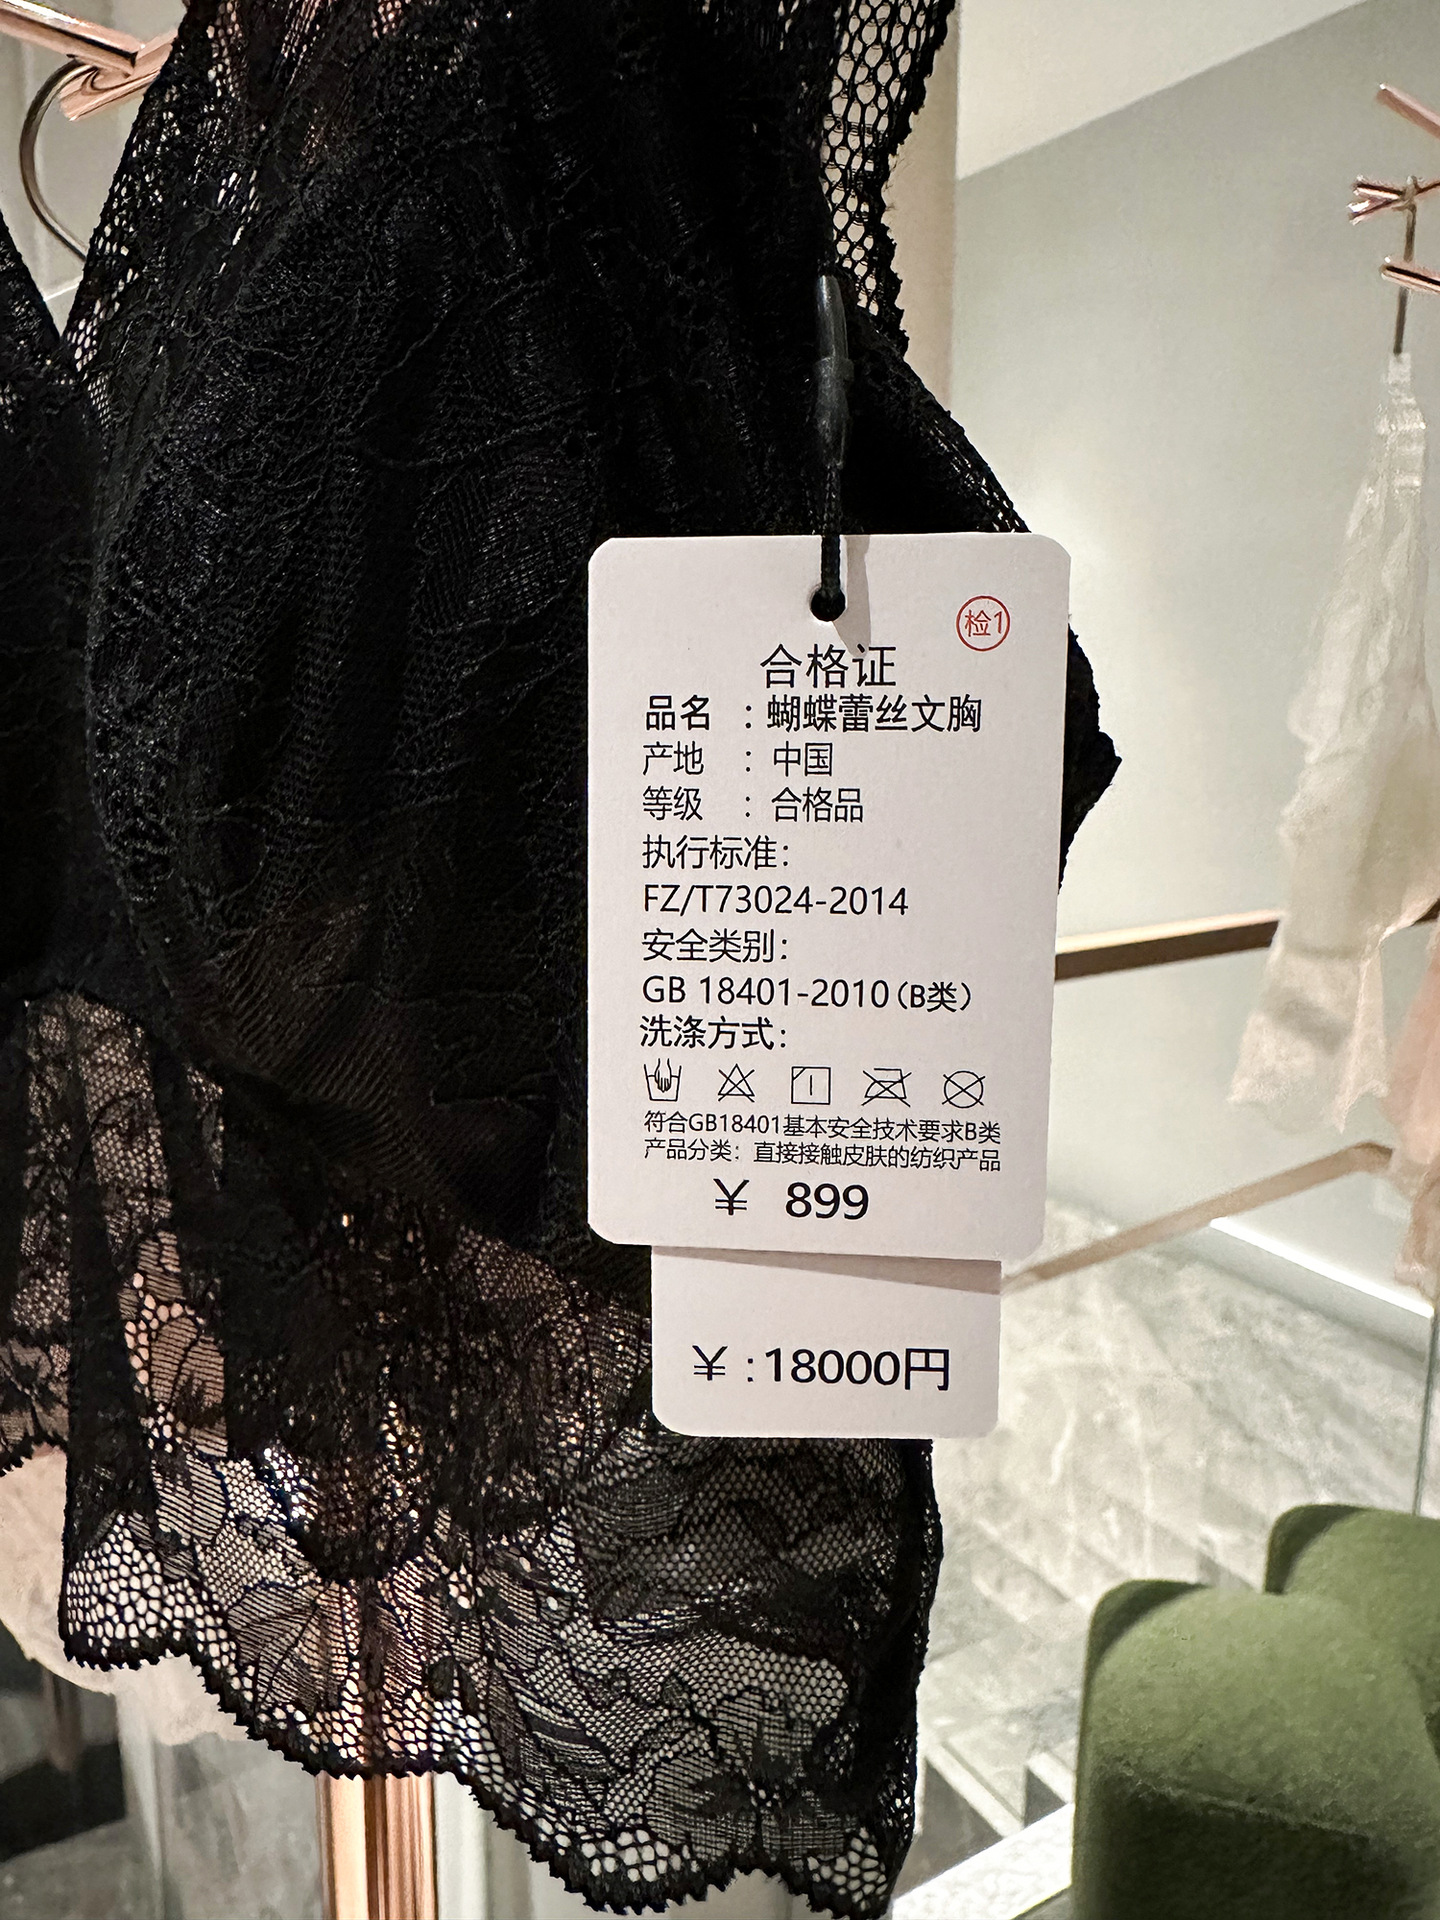 检1
合格证
品名 : 蝴蝶蕾丝文胸
产地 : 中国
等级 : 合格品
执行标准:
FZ/T73024-2014
安全类别:
GB 18401-2010(B类)
洗涤方式:
符合GB18401基本安全技术要求B类
产品分类: 直接接触皮肤的纺织产品
¥ 899
¥ :18000円